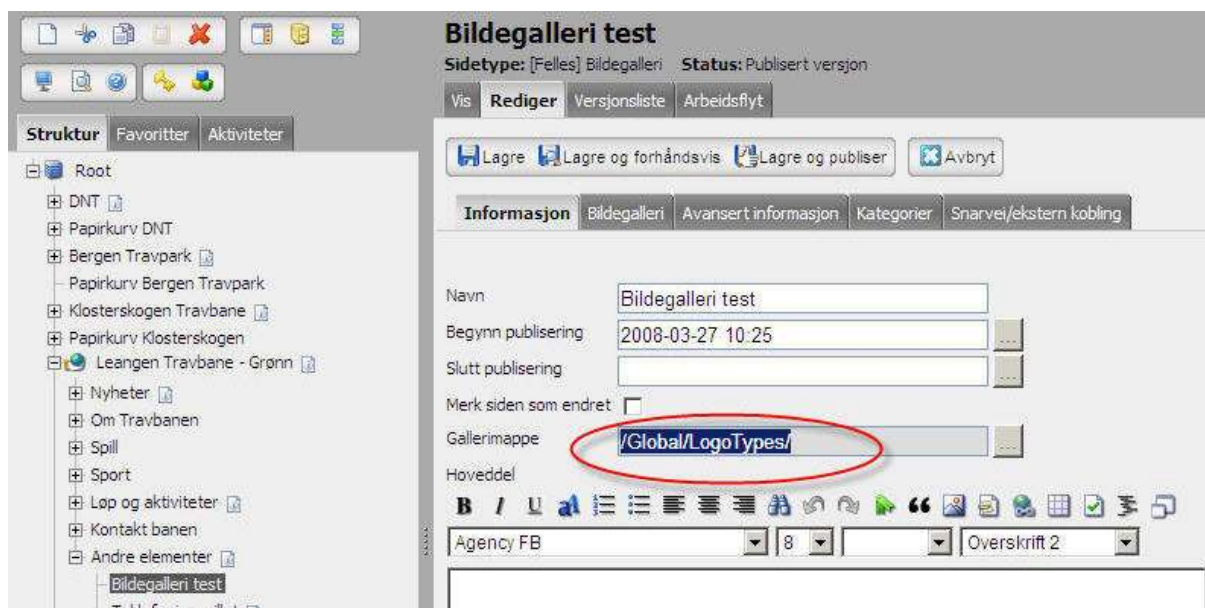 Bildegalleri test
Sidetype: [Felles] Bildegalleri Status: Publisert versjon
Vis Rediger Versjonsliste Arbeidsflyt
Struktur Favoritter Aktiviteter
Lagre Lagre og forhåndsvis Lagre og publiser Avbryt
Informasjon Bildegalleri Avansert informasjon Kategorier Snarvei/ekstern kobling
Root
DNT
Papirkurv DNT
Bergen Travpark
Papirkurv Bergen Travpark
Klosterskogen Travbane
Papirkurv Klosterskogen
Leangen Travbane - Grønn
Nyheter
Om Travbanen
Spill
Sport
Løp og aktiviteter
Kontakt banen
Andre elementer
Bildegalleri test
Navn Bildegalleri test
Begynn publisering 2008-03-27 10:25 ...
Slutt publisering ...
Merk siden som endret
Gallerimappe /Global/LogoTypes/ ...
Hoveddel
B I U
Agency FB 8 Overskrift 2